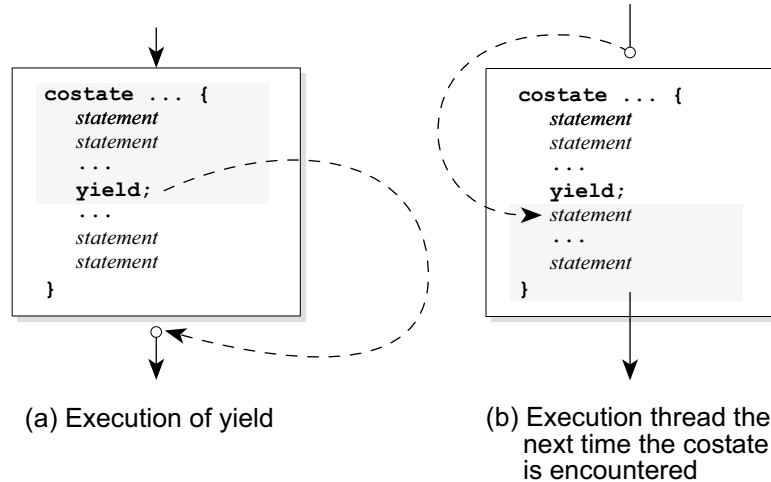 costate ... {
statement
statement
...
yield;
...
statement
statement
}
(a) Execution of yield
costate ... {
statement
statement
...
yield;
statement
...
statement
}
(b) Execution thread the
next time the costate
is encountered